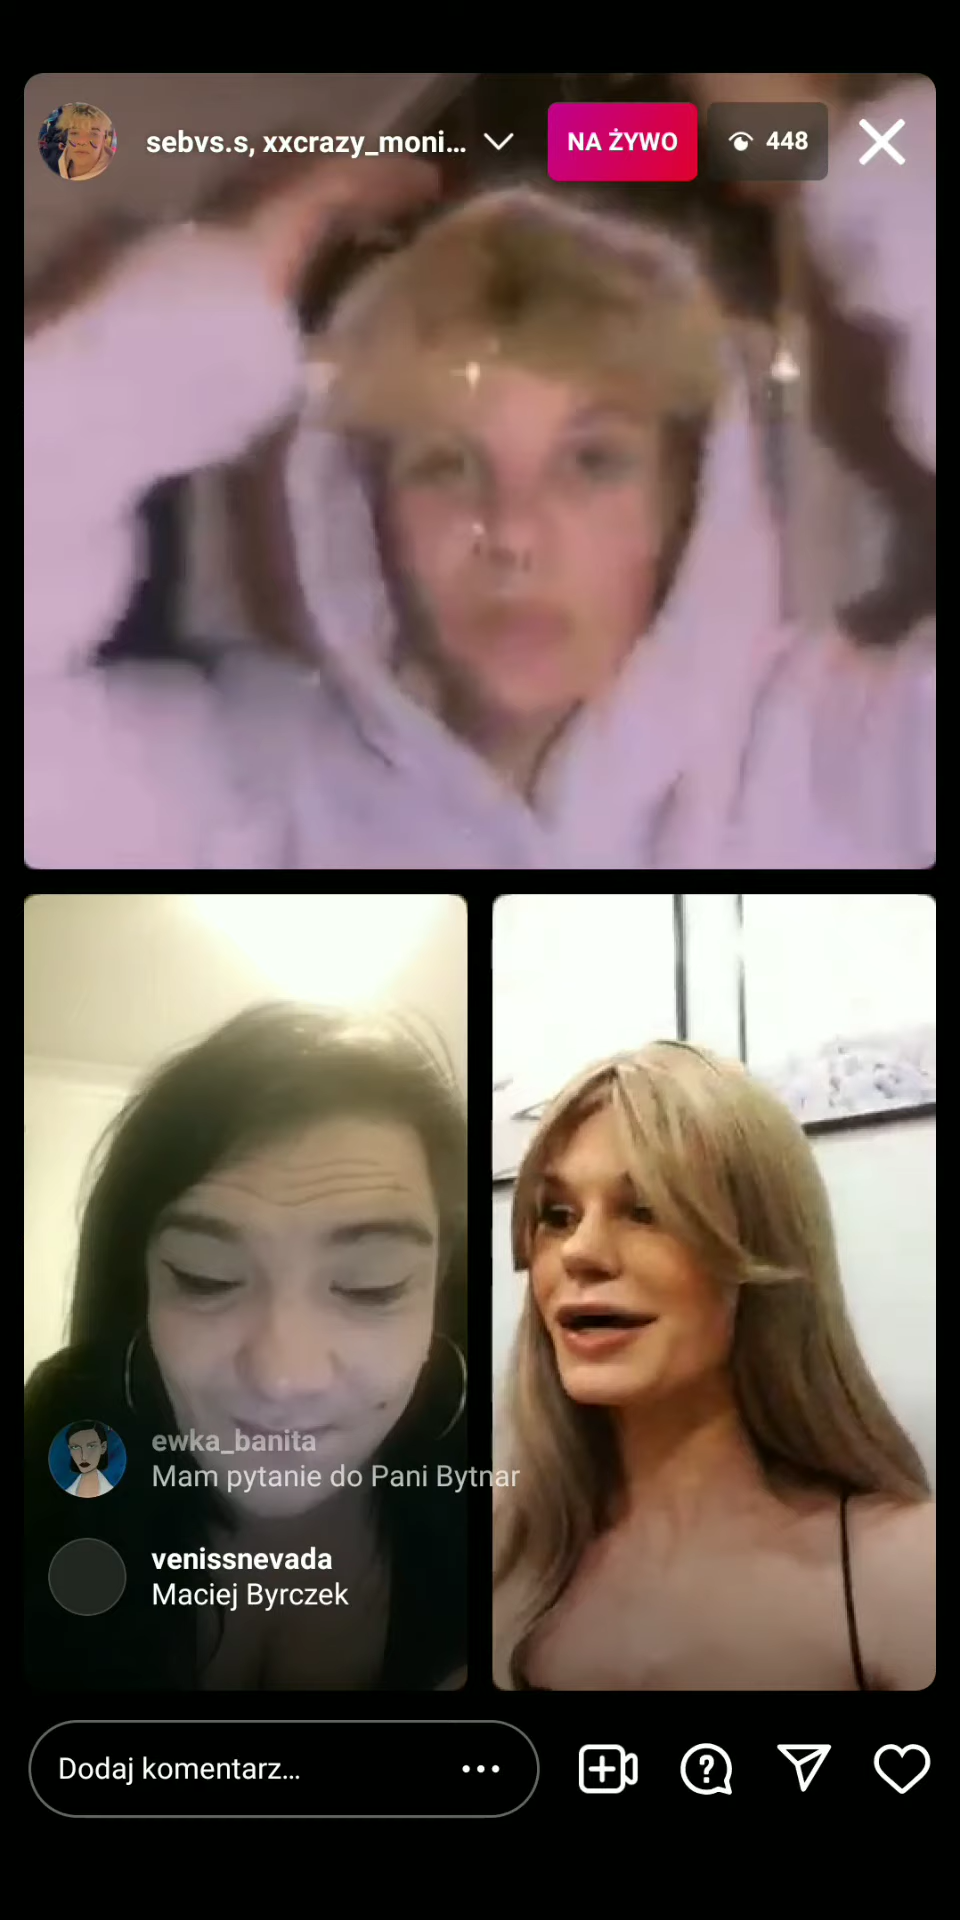 sebvs.s, xxcrazy_moni...
NA ŻYWO
448
ewka_banita
Mam pytanie do Pani Bytnar
venissnevada
Maciej Byrczek
Dodaj komentarz...